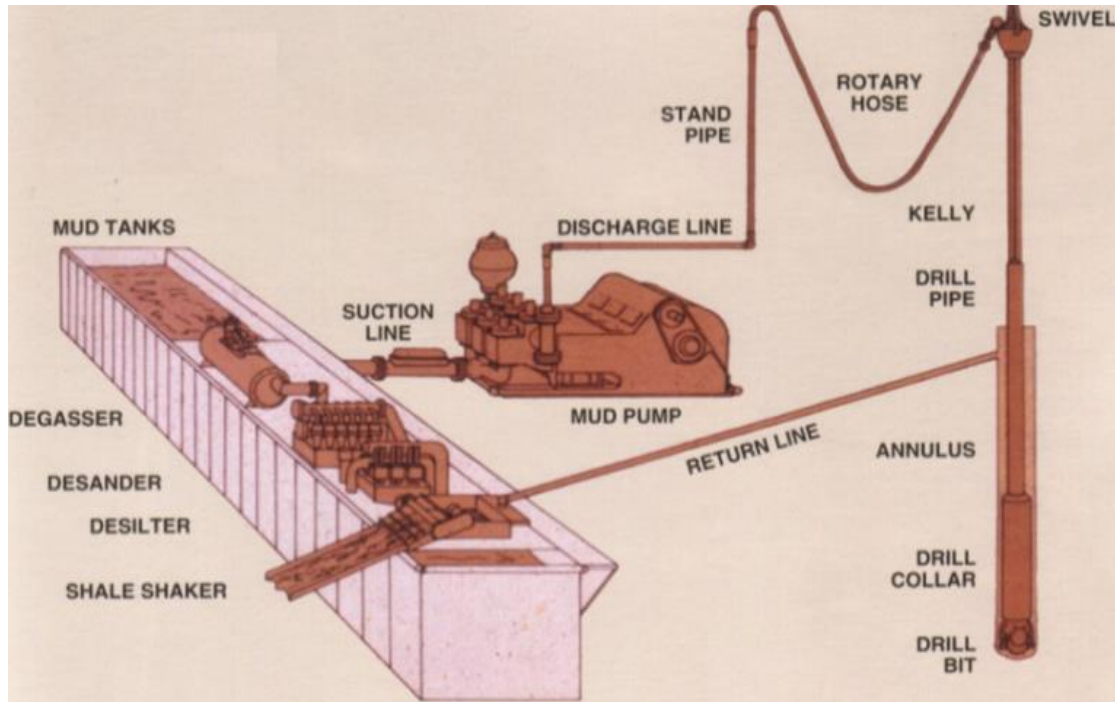 SWIVEL
ROTARY
HOSE
STAND
PIPE
KELLY
MUD TANKS
DISCHARGE LINE
DRILL
PIPE
SUCTION
LINE
MUD PUMP
DEGASSER
RETURN LINE
ANNULUS
DESANDER
DESILTER
SHALE SHAKER
DRILL
COLLAR
DRILL
BIT